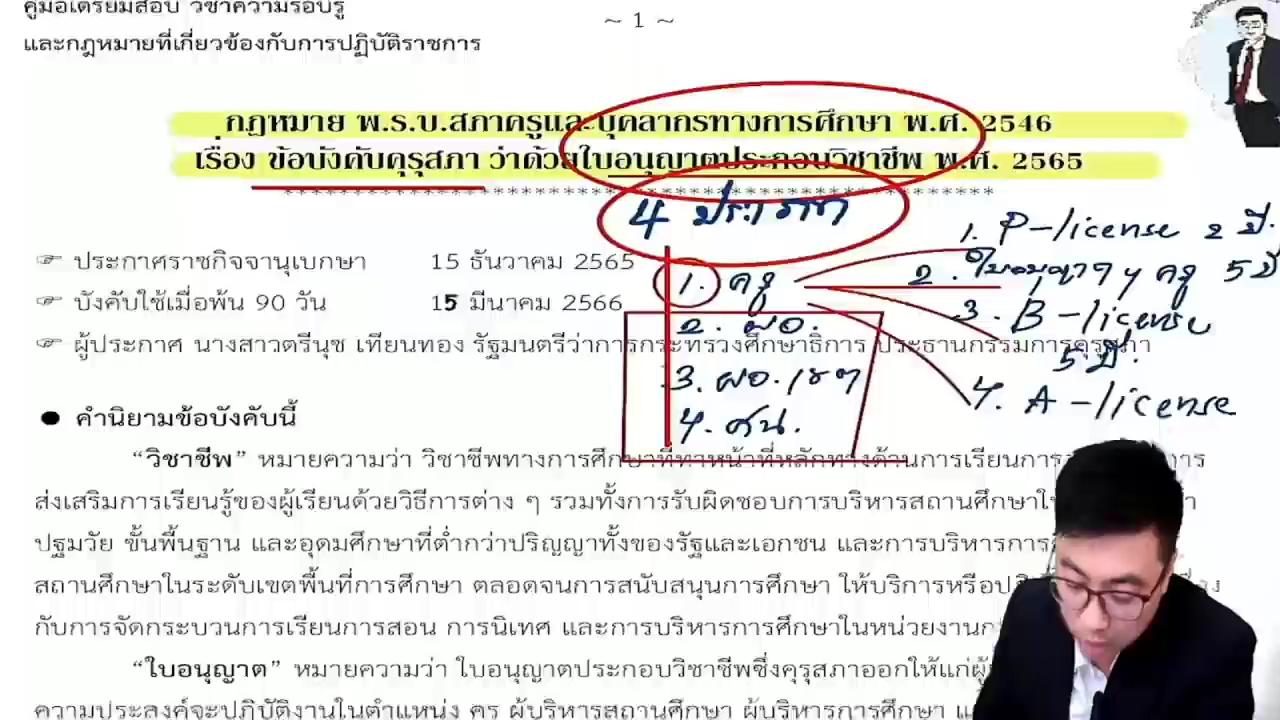 คู่มือเตรียมสอบ วิชาความรอบรู้
และกฎหมายที่เกี่ยวข้องกับการปฏิบัติราชการ
~ 1 ~
กฎหมาย พ.ร.บ.สภาครูและบุคลากรทางการศึกษา พ.ศ. 2546
เรื่อง ข้อบังคับคุรุสภา ว่าด้วยใบอนุญาตประกอบวิชาชีพ พ.ศ. 2565
4 ประเภท
☞ ประกาศราชกิจจานุเบกษา 15 ธันวาคม 2565
☞ บังคับใช้เมื่อพ้น 90 วัน 15 มีนาคม 2566
☞ ผู้ประกาศ นางสาวตรีนุช เทียนทอง รัฐมนตรีว่าการกระทรวงศึกษาธิการ ประธานกรรมการคุรุสภา
1. ครู
2. ผอ.
3. ผอ.เขต
4. ศน.
1. P-license 2 ปี.
2. ใบอนุญาตฯ ครู 5 ปี
3. B-license
5 ปี.
4. A-license
● คำนิยามข้อบังคับนี้
“วิชาชีพ” หมายความว่า วิชาชีพทางการศึกษาที่ทำหน้าที่หลักทางด้านการเรียนการ
ส่งเสริมการเรียนรู้ของผู้เรียนด้วยวิธีการต่าง ๆ รวมทั้งการรับผิดชอบการบริหารสถานศึกษาใน
ปฐมวัย ขั้นพื้นฐาน และอุดมศึกษาที่ต่ำกว่าปริญญาทั้งของรัฐและเอกชน และการบริหารการ
สถานศึกษาในระดับเขตพื้นที่การศึกษา ตลอดจนการสนับสนุนการศึกษา ให้บริการหรือ
กับการจัดกระบวนการเรียนการสอน การนิเทศ และการบริหารการศึกษาในหน่วยงาน
“ใบอนุญาต” หมายความว่า ใบอนุญาตประกอบวิชาชีพซึ่งคุรุสภาออกให้แก่
ความประสงค์จะปฏิบัติงานในตำแหน่ง ครู ผู้บริหารสถานศึกษา ผู้บริหารการศึกษา